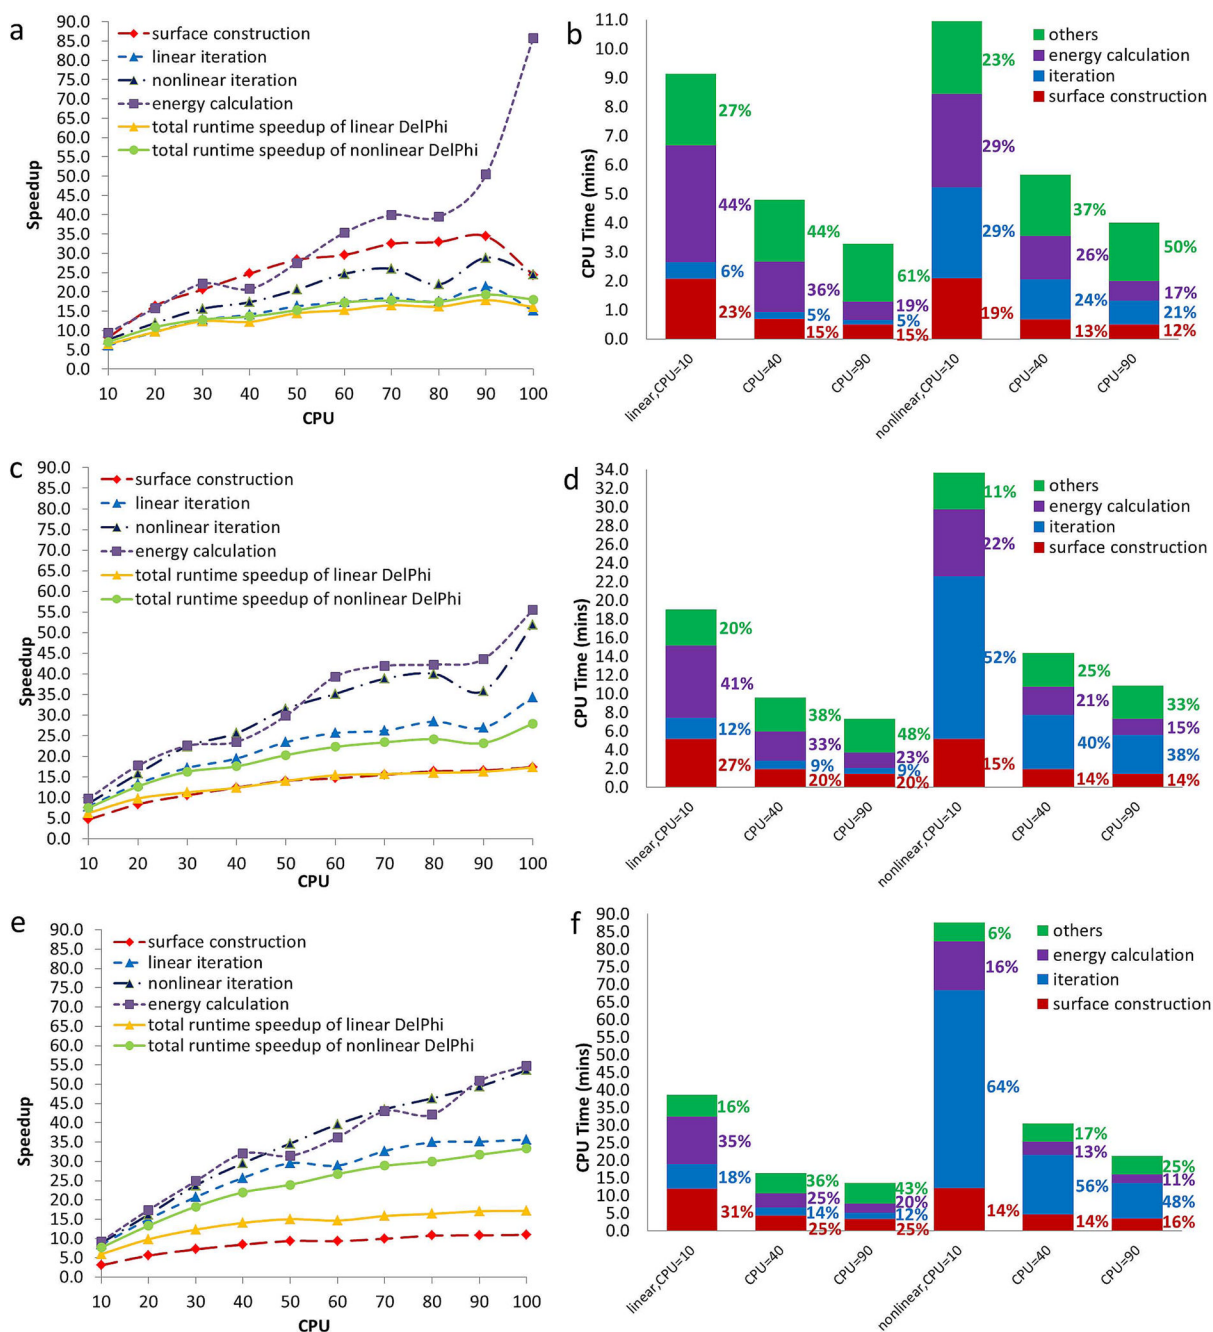 a
90.0
85.0
80.0
75.0
70.0
65.0
60.0
55.0
50.0
45.0
40.0
35.0
30.0
25.0
20.0
15.0
10.0
5.0
0.0
Speedup
surface construction
linear iteration
nonlinear iteration
energy calculation
total runtime speedup of linear DelPhi
total runtime speedup of nonlinear DelPhi
10 20 30 40 50 60 70 80 90 100
CPU
b
11.0
10.0
9.0
8.0
7.0
6.0
5.0
4.0
3.0
2.0
1.0
0.0
CPU Time (mins)
others
energy calculation
iteration
surface construction
27%
44%
6%
23%
44%
36%
5%
15%
61%
19%
5%
15%
23%
29%
29%
19%
37%
26%
24%
13%
50%
17%
21%
12%
linear,CPU=10
CPU=40
CPU=90
nonlinear,CPU=10
CPU=40
CPU=90
c
90.0
85.0
80.0
75.0
70.0
65.0
60.0
55.0
50.0
45.0
40.0
35.0
30.0
25.0
20.0
15.0
10.0
5.0
0.0
Speedup
surface construction
linear iteration
nonlinear iteration
energy calculation
total runtime speedup of linear DelPhi
total runtime speedup of nonlinear DelPhi
10 20 30 40 50 60 70 80 90 100
CPU
d
34.0
32.0
30.0
28.0
26.0
24.0
22.0
20.0
18.0
16.0
14.0
12.0
10.0
8.0
6.0
4.0
2.0
0.0
CPU Time (mins)
others
energy calculation
iteration
surface construction
20%
41%
12%
27%
38%
33%
9%
20%
48%
23%
9%
20%
11%
22%
52%
15%
25%
21%
40%
14%
33%
15%
38%
14%
linear,CPU=10
CPU=40
CPU=90
nonlinear,CPU=10
CPU=40
CPU=90
e
90.0
85.0
80.0
75.0
70.0
65.0
60.0
55.0
50.0
45.0
40.0
35.0
30.0
25.0
20.0
15.0
10.0
5.0
0.0
Speedup
surface construction
linear iteration
nonlinear iteration
energy calculation
total runtime speedup of linear DelPhi
total runtime speedup of nonlinear DelPhi
10 20 30 40 50 60 70 80 90 100
CPU
f
90.0
85.0
80.0
75.0
70.0
65.0
60.0
55.0
50.0
45.0
40.0
35.0
30.0
25.0
20.0
15.0
10.0
5.0
0.0
CPU Time (mins)
others
energy calculation
iteration
surface construction
16%
35%
18%
31%
36%
25%
14%
25%
43%
20%
12%
25%
6%
16%
64%
14%
17%
13%
56%
14%
25%
11%
48%
16%
linear,CPU=10
CPU=40
CPU=90
nonlinear,CPU=10
CPU=40
CPU=90